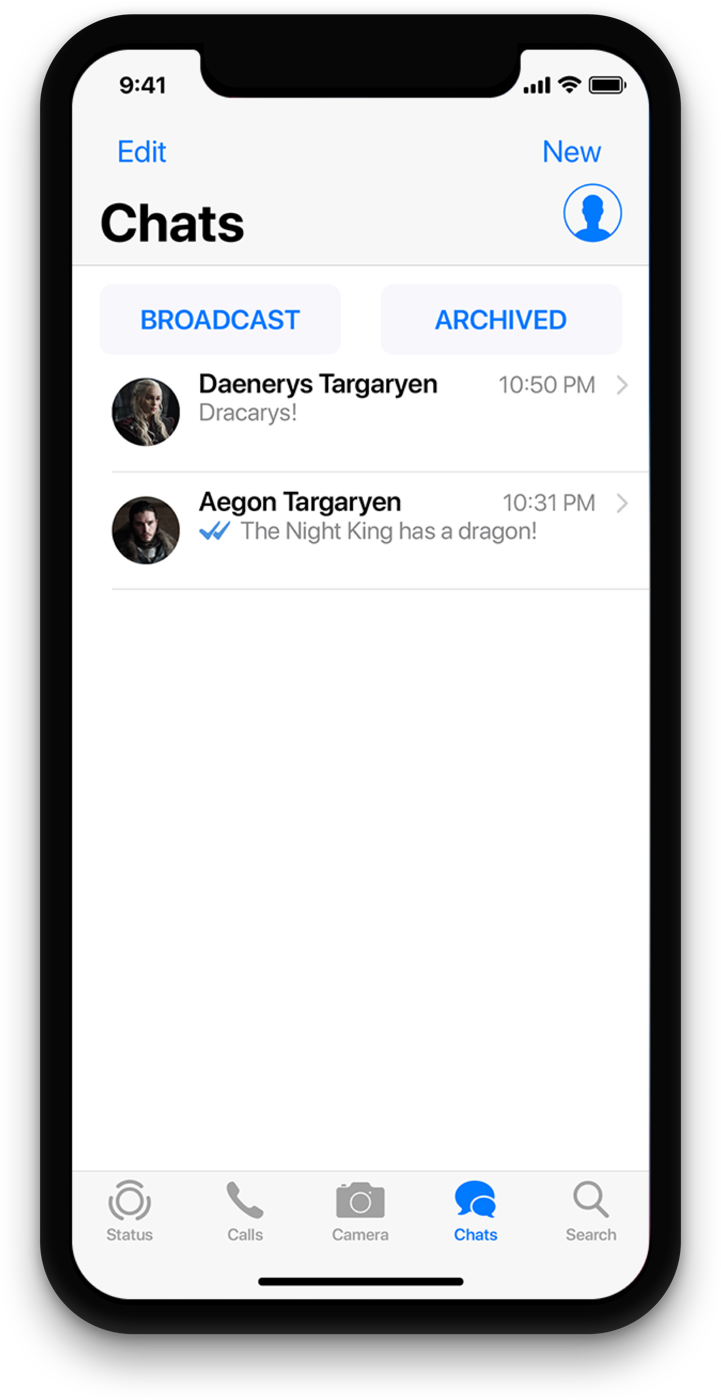 9:41
Edit New
Chats
BROADCAST ARCHIVED
Daenerys Targaryen 10:50 PM
Dracarys!
Aegon Targaryen 10:31 PM
The Night King has a dragon!
Status Calls Camera Chats Search